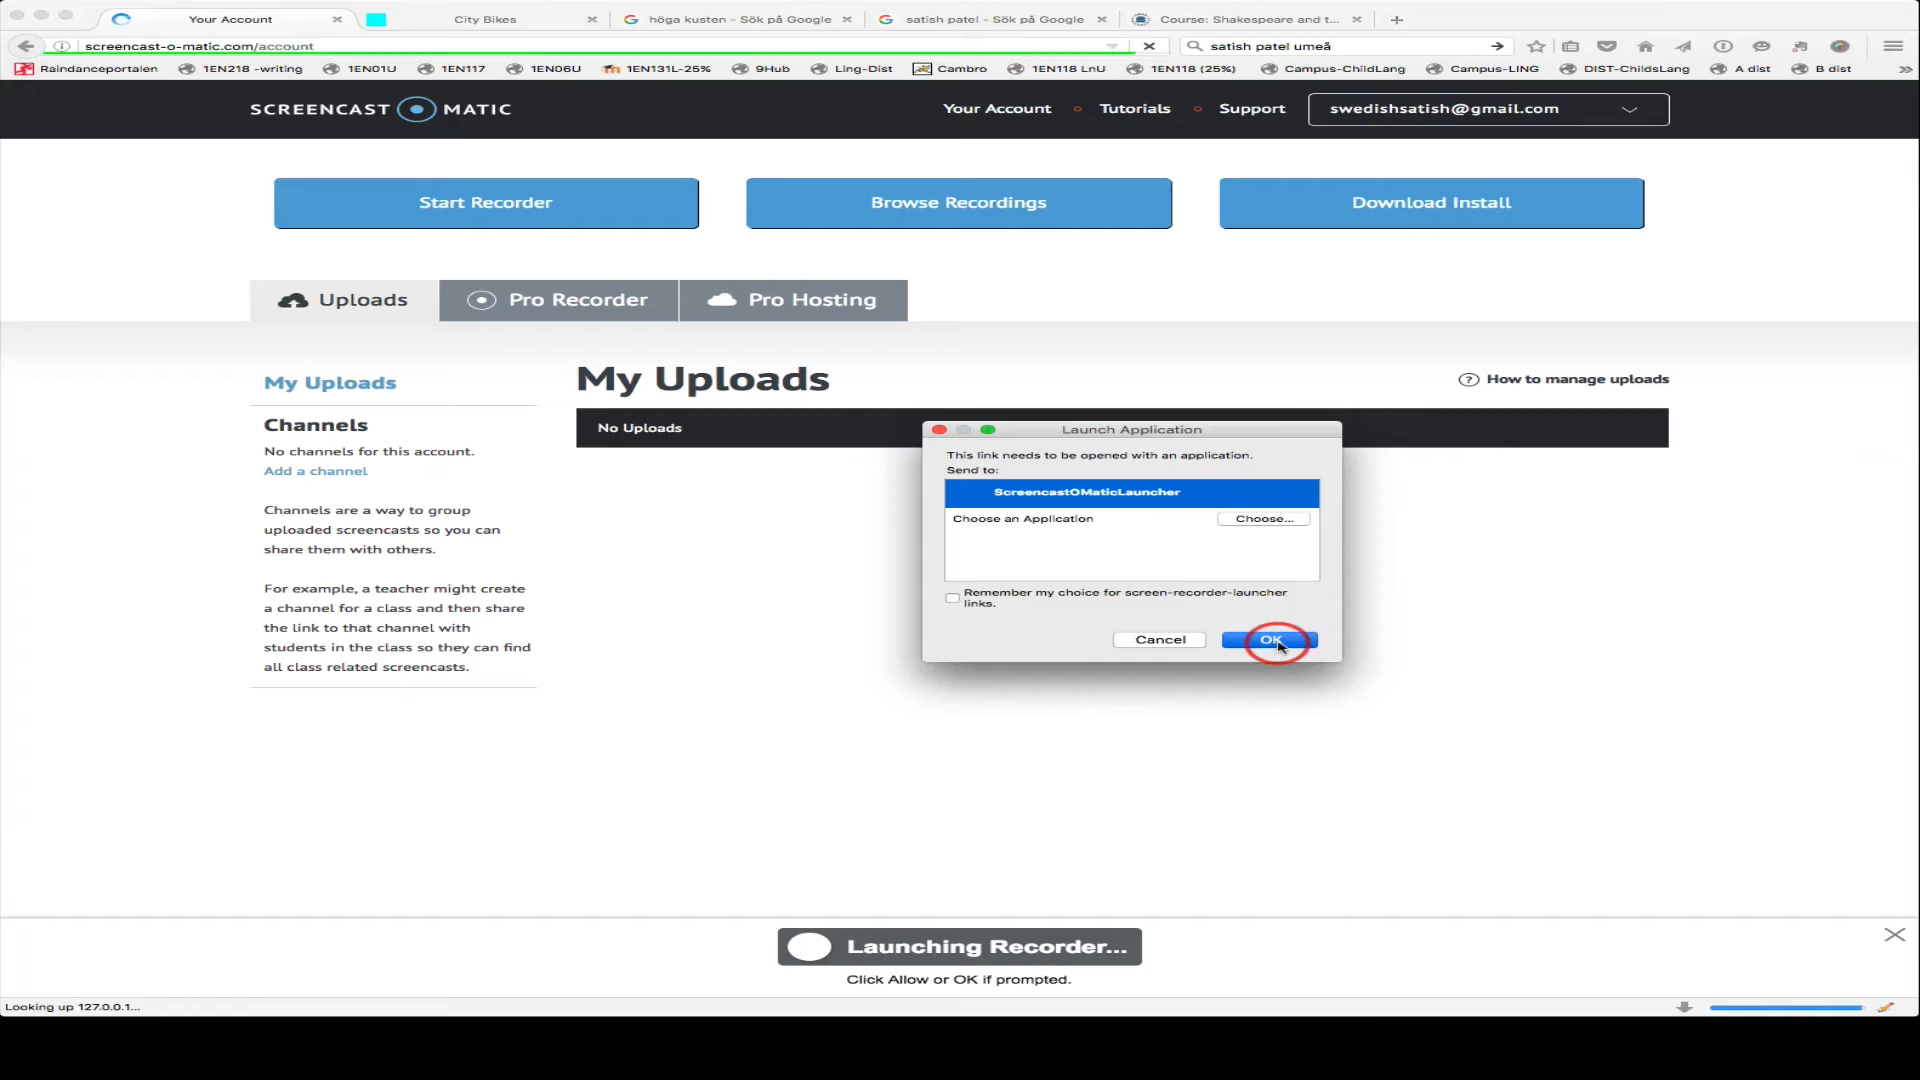 Your Account
City Bikes
höga kusten - Sök på Google
satish patel - Sök på Google
Course: Shakespeare and t...
screencast-o-matic.com/account
satish patel umeå
Raindanceportalen
1EN218 -writing
1EN01U
1EN117
1EN06U
1EN131L-25%
9Hub
Ling-Dist
Cambro
1EN118 LnU
1EN118 (25%)
Campus-ChildLang
Campus-LING
DIST-ChildsLang
A dist
B dist
SCREENCAST O MATIC
Your Account
Tutorials
Support
swedishsatish@gmail.com
Start Recorder
Browse Recordings
Download Install
Uploads
Pro Recorder
Pro Hosting
My Uploads
My Uploads
How to manage uploads
Channels
No Uploads
No channels for this account.
Add a channel
Channels are a way to group
uploaded screencasts so you can
share them with others.
For example, a teacher might create
a channel for a class and then share
the link to that channel with
students in the class so they can find
all class related screencasts.
Launch Application
This link needs to be opened with an application.
Send to:
ScreencastOMaticLauncher
Choose an Application
Choose...
Remember my choice for screen-recorder-launcher
links.
Cancel
OK
Launching Recorder...
Click Allow or OK if prompted.
Looking up 127.0.0.1...